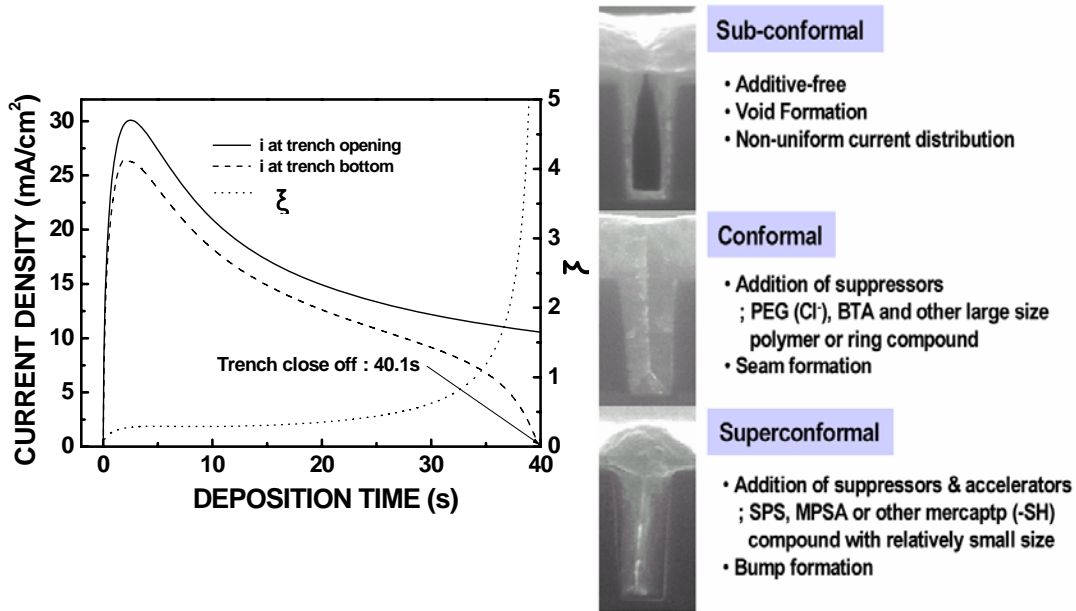 CURRENT DENSITY (mA/cm²)
30
25
20
15
10
5
0
i at trench opening
i at trench bottom
ξ
Trench close off : 40.1s
5
4
3
2
1
0
ξ
0 10 20 30 40
DEPOSITION TIME (s)
Sub-conformal
• Additive-free
• Void Formation
• Non-uniform current distribution
Conformal
• Addition of suppressors
; PEG (Cl⁻), BTA and other large size
polymer or ring compound
• Seam formation
Superconformal
• Addition of suppressors & accelerators
; SPS, MPSA or other mercaptp (-SH)
compound with relatively small size
• Bump formation